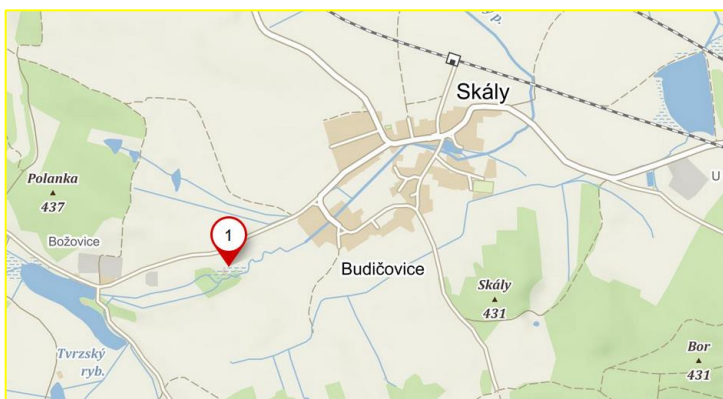 p.
Skály
Polanka
437
1
Božovice
Budičovice
Skály
431
U
Tvrzský
ryb.
Bor
431